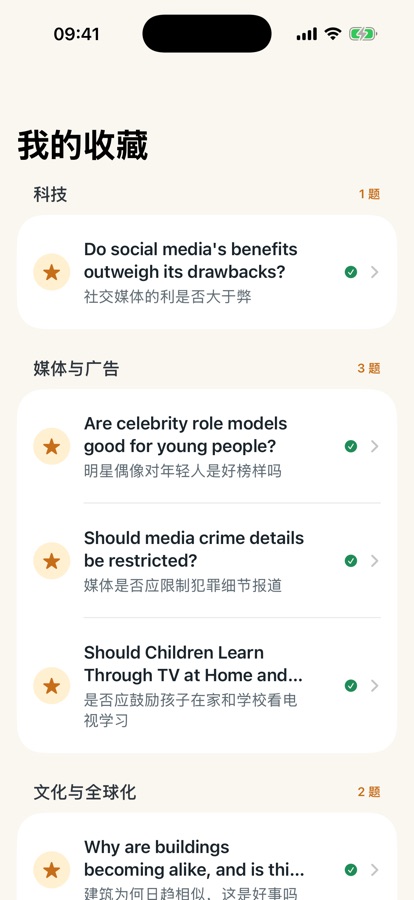 09:41
我的收藏
科技
1 题
Do social media's benefits
outweigh its drawbacks?
社交媒体的利是否大于弊
媒体与广告
3 题
Are celebrity role models
good for young people?
明星偶像对年轻人是好榜样吗
Should media crime details
be restricted?
媒体是否应限制犯罪细节报道
Should Children Learn
Through TV at Home and...
是否应鼓励孩子在家和学校看电
视学习
文化与全球化
2 题
Why are buildings
becoming alike, and is thi...
建筑为何日趋相似，这是好事吗